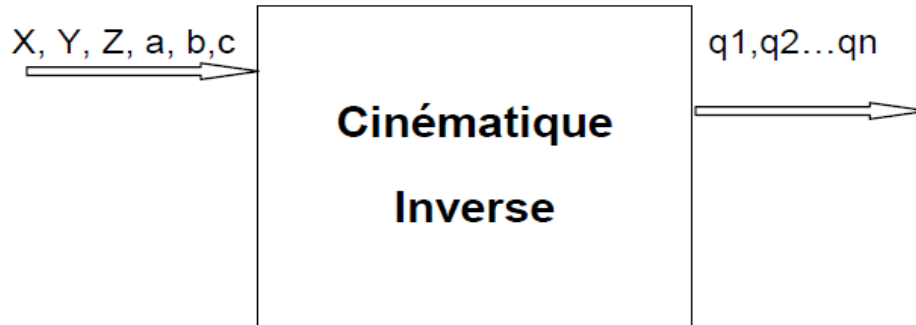 X, Y, Z, a, b,c
q1,q2...qn
Cinématique
Inverse